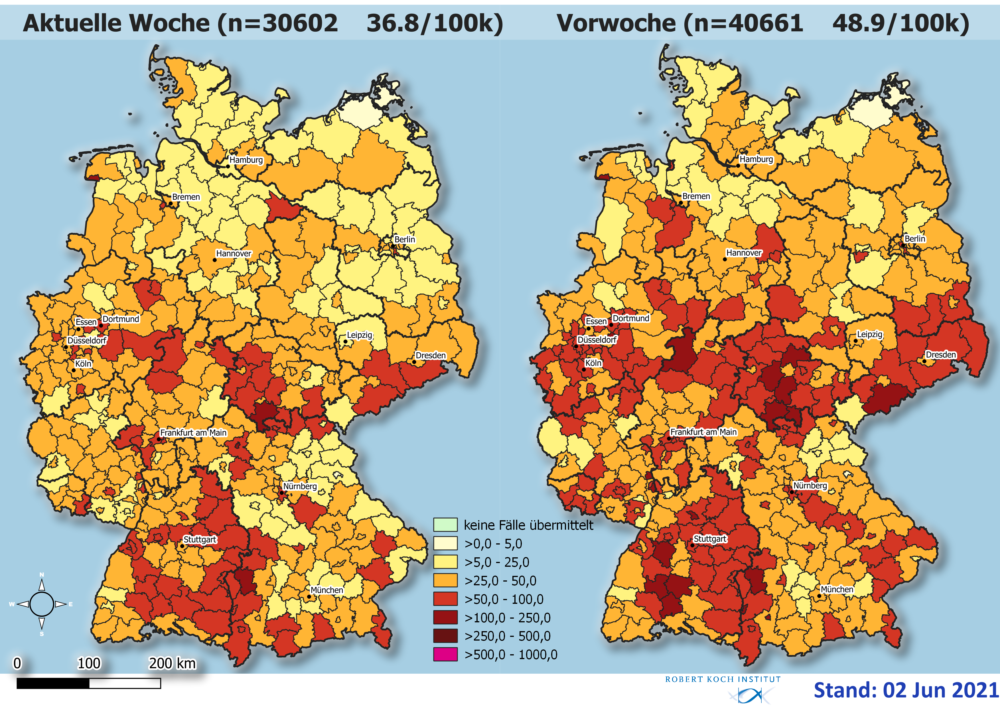 Aktuelle Woche (n=30602 36.8/100k)
Vorwoche (n=40661 48.9/100k)
Hamburg
Bremen
Berlin
Hannover
Essen
Dortmund
Düsseldorf
Leipzig
Köln
Dresden
Frankfurt am Main
Nürnberg
Stuttgart
München
Hamburg
Bremen
Berlin
Hannover
Essen
Dortmund
Düsseldorf
Leipzig
Köln
Dresden
Frankfurt am Main
Nürnberg
Stuttgart
München
keine Fälle übermittelt
>0,0 - 5,0
>5,0 - 25,0
>25,0 - 50,0
>50,0 - 100,0
>100,0 - 250,0
>250,0 - 500,0
>500,0 - 1000,0
N
W E
S
0 100 200 km
ROBERT KOCH INSTITUT
Stand: 02 Jun 2021